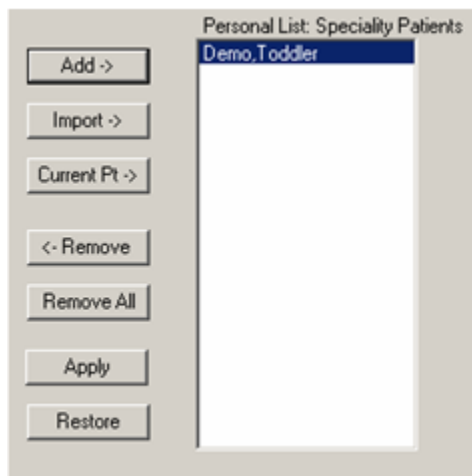 Personal List: Speciality Patients
Demo,Toddler
Add ->
Import ->
Current Pt ->
<- Remove
Remove All
Apply
Restore